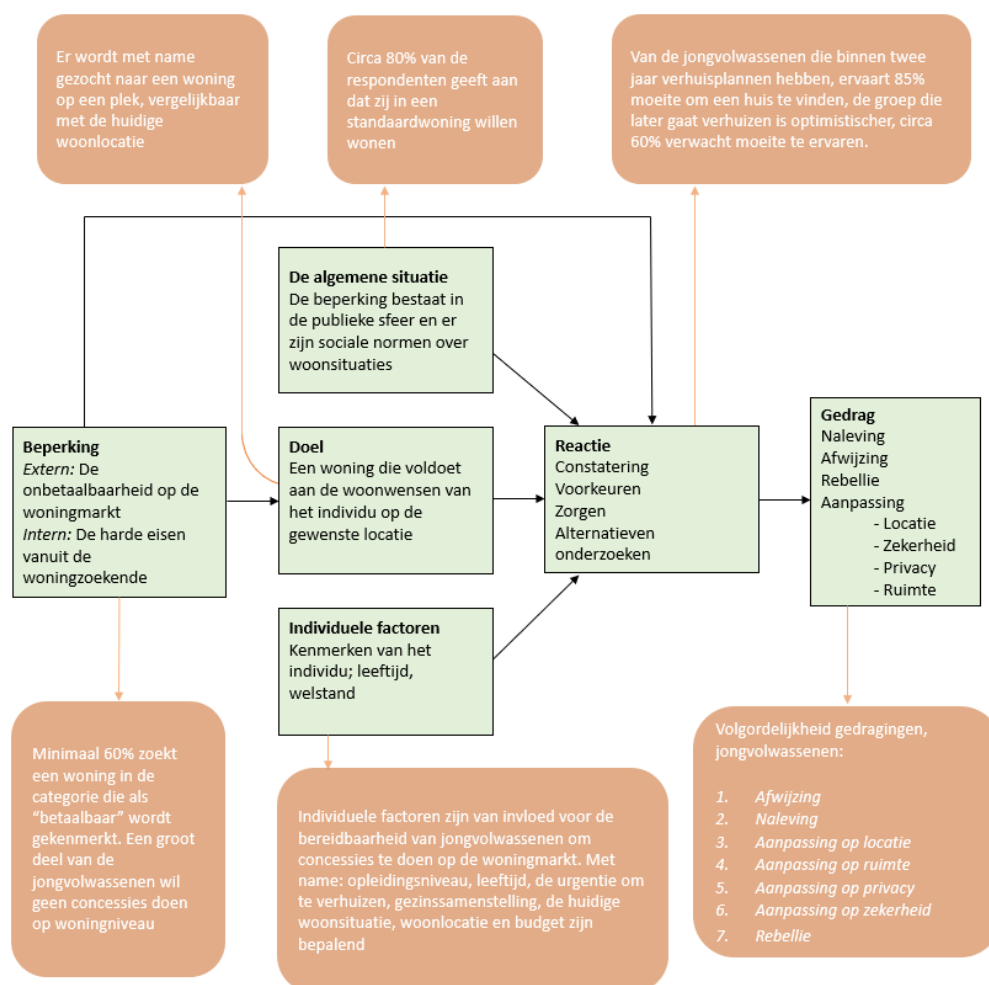 Er wordt met name
gezocht naar een woning
op een plek, vergelijkbaar
met de huidige
woonlocatie
Circa 80% van de
respondenten geeft aan
dat zij in een
standaardwoning willen
wonen
Van de jongvolwassenen die binnen twee
jaar verhuisplannen hebben, ervaart 85%
moeite om een huis te vinden, de groep die
later gaat verhuizen is optimistischer, circa
60% verwacht moeite te ervaren.
De algemene situatie
De beperking bestaat in
de publieke sfeer en er
zijn sociale normen over
woonsituaties
Beperking
Extern: De
onbetaalbaarheid op de
woningmarkt
Intern: De harde eisen
vanuit de
woningzoekende
Doel
Een woning die voldoet
aan de woonwensen van
het individu op de
gewenste locatie
Reactie
Constatering
Voorkeuren
Zorgen
Alternatieven
onderzoeken
Gedrag
Naleving
Afwijzing
Rebellie
Aanpassing
- Locatie
- Zekerheid
- Privacy
- Ruimte
Individuele factoren
Kenmerken van het
individu; leeftijd,
welstand
Minimaal 60% zoekt
een woning in de
categorie die als
“betaalbaar” wordt
gekenmerkt. Een groot
deel van de
jongvolwassenen wil
geen concessies doen
op woningniveau
Individuele factoren zijn van invloed voor de
bereidbaarheid van jongvolwassenen om
concessies te doen op de woningmarkt. Met
name: opleidingsniveau, leeftijd, de urgentie om
te verhuizen, gezinssamenstelling, de huidige
woonsituatie, woonlocatie en budget zijn
bepalend
Volgordelijkheid gedragingen,
jongvolwassenen:
1. Afwijzing
2. Naleving
3. Aanpassing op locatie
4. Aanpassing op ruimte
5. Aanpassing op privacy
6. Aanpassing op zekerheid
7. Rebellie